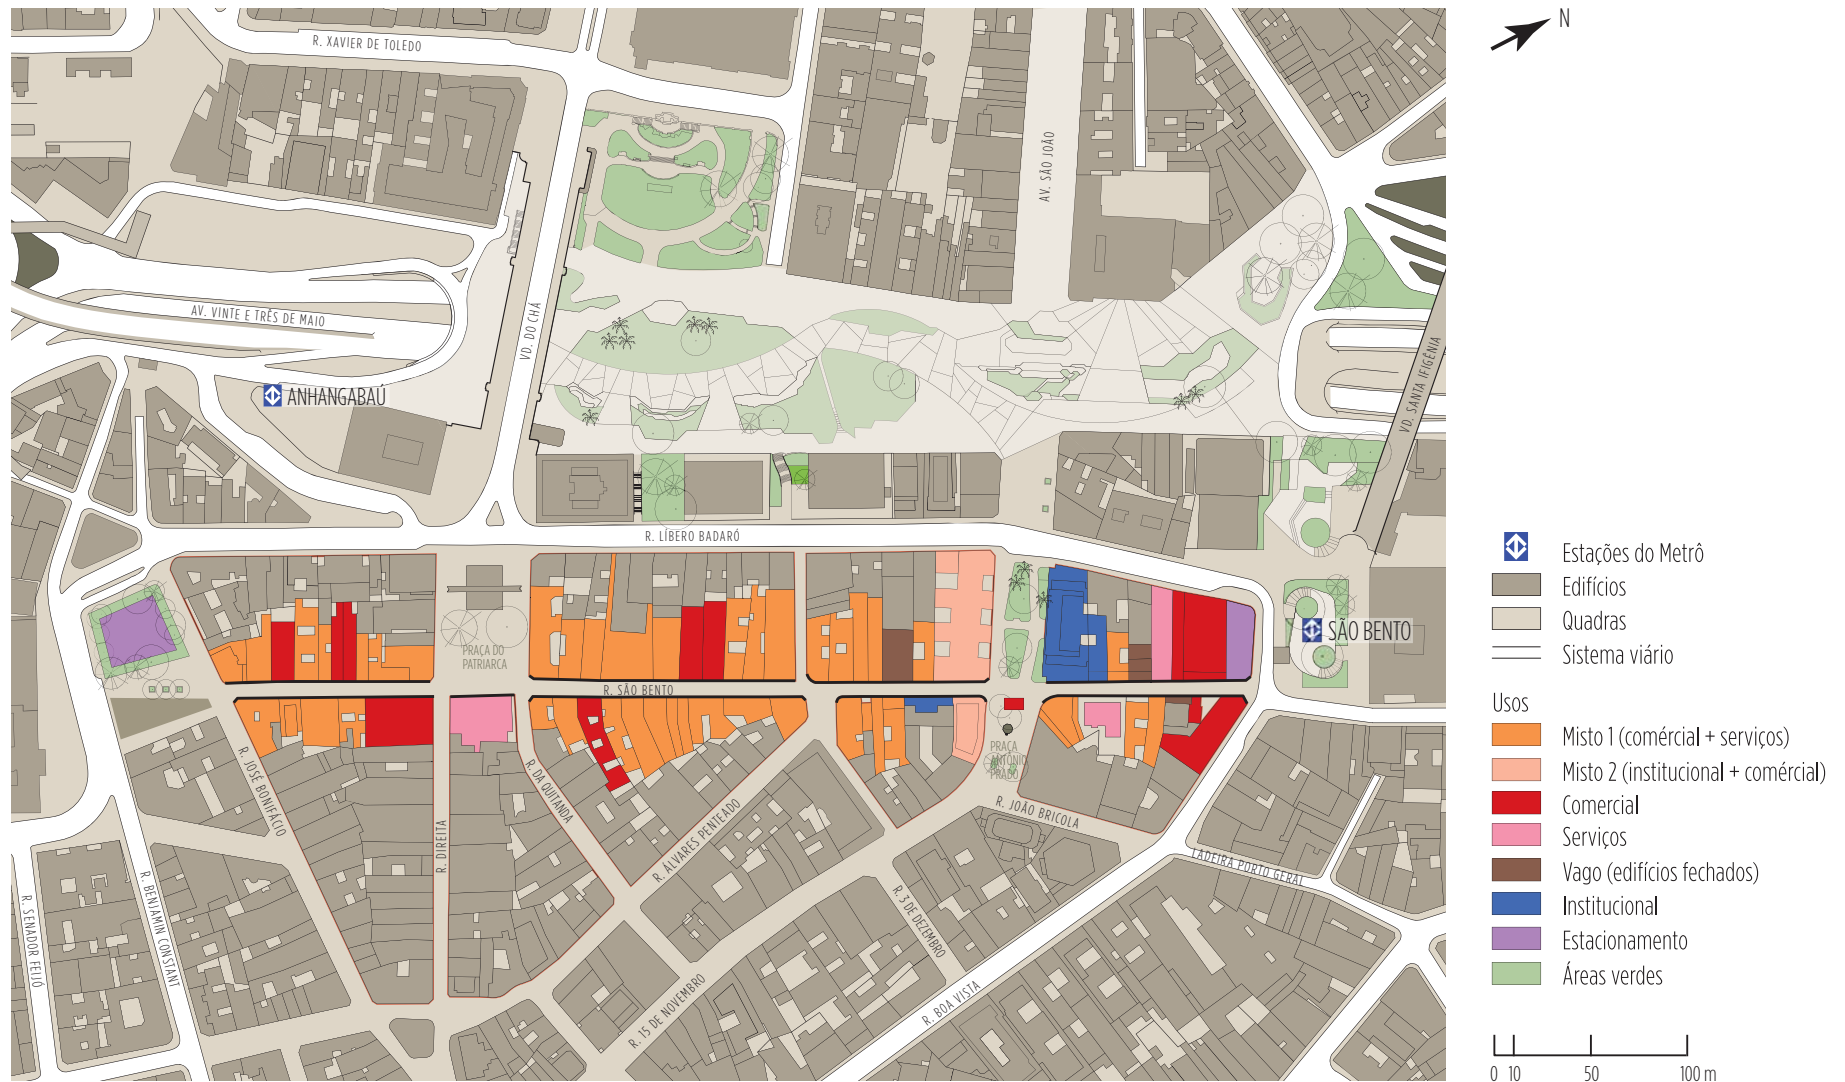 R. XAVIER DE TOLEDO
N
AV. SÃO JOÃO
AV. VINTE E TRÊS DE MAIO
VD. DO CHÁ
VD. SANTA IFIGÊNIA
ANHANGABAÚ
R. LÍBERO BADARÓ
SÃO BENTO
PRAÇA DO
PATRIARCA
R. SÃO BENTO
PRAÇA
ANTÔNIO
PRADO
R. JOSÉ BONIFÁCIO
R. DIREITA
R. DA QUITANDA
R. ÁLVARES PENTEADO
R. JOÃO BRICOLA
LADEIRA PORTO GERAL
R. SENADOR FEIJÓ
R. BENJAMIN CONSTANT
R. 3 DE DEZEMBRO
R. 15 DE NOVEMBRO
R. BOA VISTA
Estações do Metrô
Edifícios
Quadras
Sistema viário
Usos
Misto 1 (comércial + serviços)
Misto 2 (institucional + comércial)
Comercial
Serviços
Vago (edifícios fechados)
Institucional
Estacionamento
Áreas verdes
0 10 50 100 m